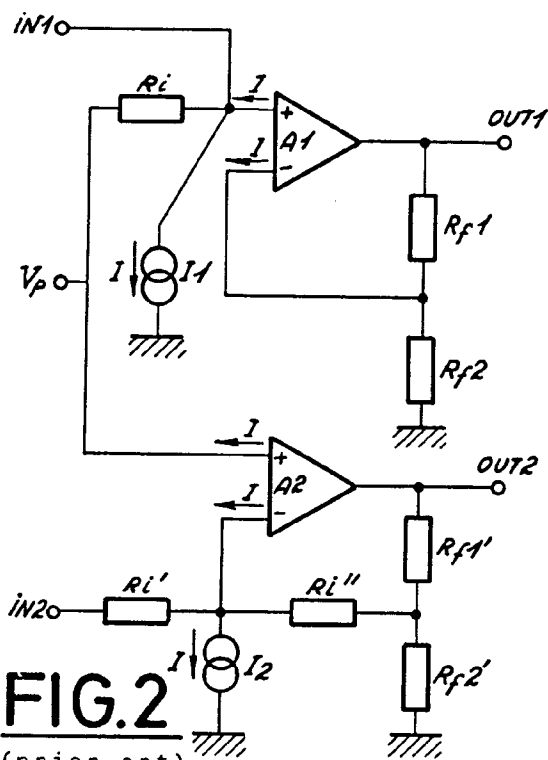 iN1
Ri
I
+
A1
I
-
OUT1
Rf1
Vp
I
I1
Rf2
I
+
A2
I
-
OUT2
Rf1'
iN2
Ri'
Ri"
I
I2
Rf2'
FIG.2
(prior art)